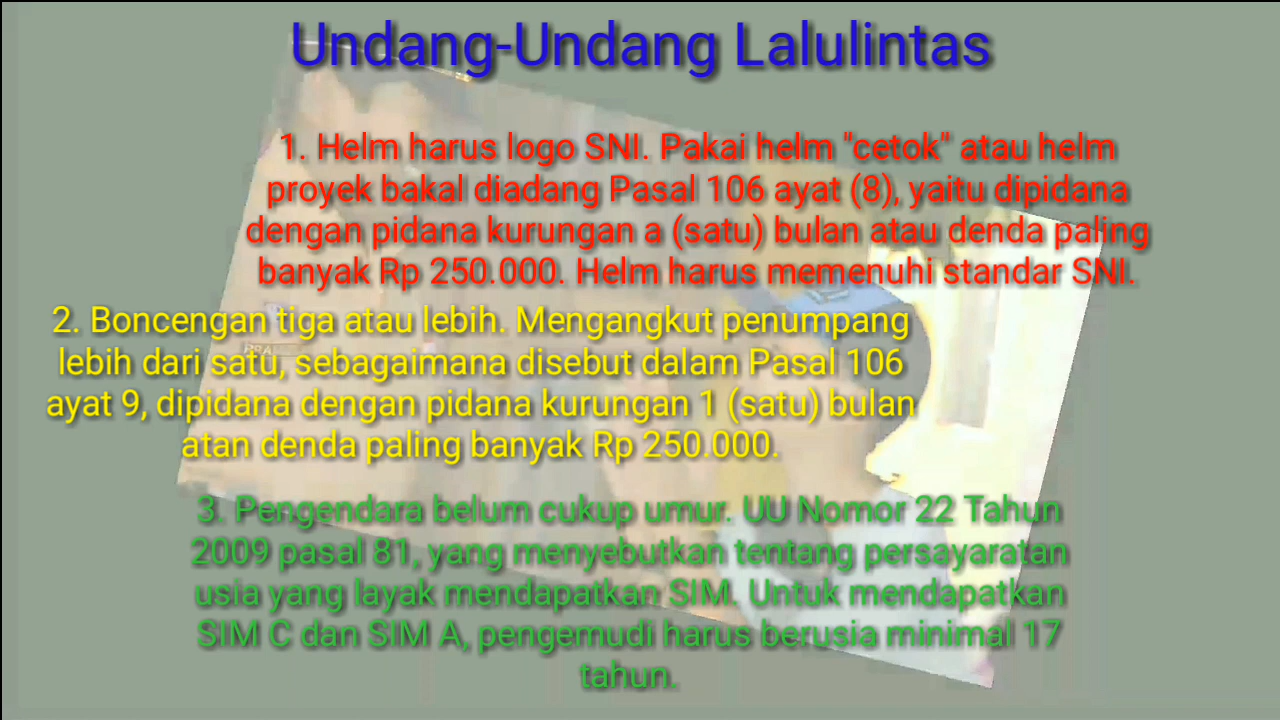 Undang-Undang Lalulintas
1. Helm harus logo SNI. Pakai helm "cetok" atau helm
proyek bakal diadang Pasal 106 ayat (8), yaitu dipidana
dengan pidana kurungan a (satu) bulan atau denda paling
banyak Rp 250.000. Helm harus memenuhi standar SNI.
2. Boncengan tiga atau lebih. Mengangkut penumpang
lebih dari satu, sebagaimana disebut dalam Pasal 106
ayat 9, dipidana dengan pidana kurungan 1 (satu) bulan
atan denda paling banyak Rp 250.000.
3. Pengendara belum cukup umur. UU Nomor 22 Tahun
2009 pasal 81, yang menyebutkan tentang persayaratan
usia yang layak mendapatkan SIM. Untuk mendapatkan
SIM C dan SIM A, pengemudi harus berusia minimal 17
tahun.